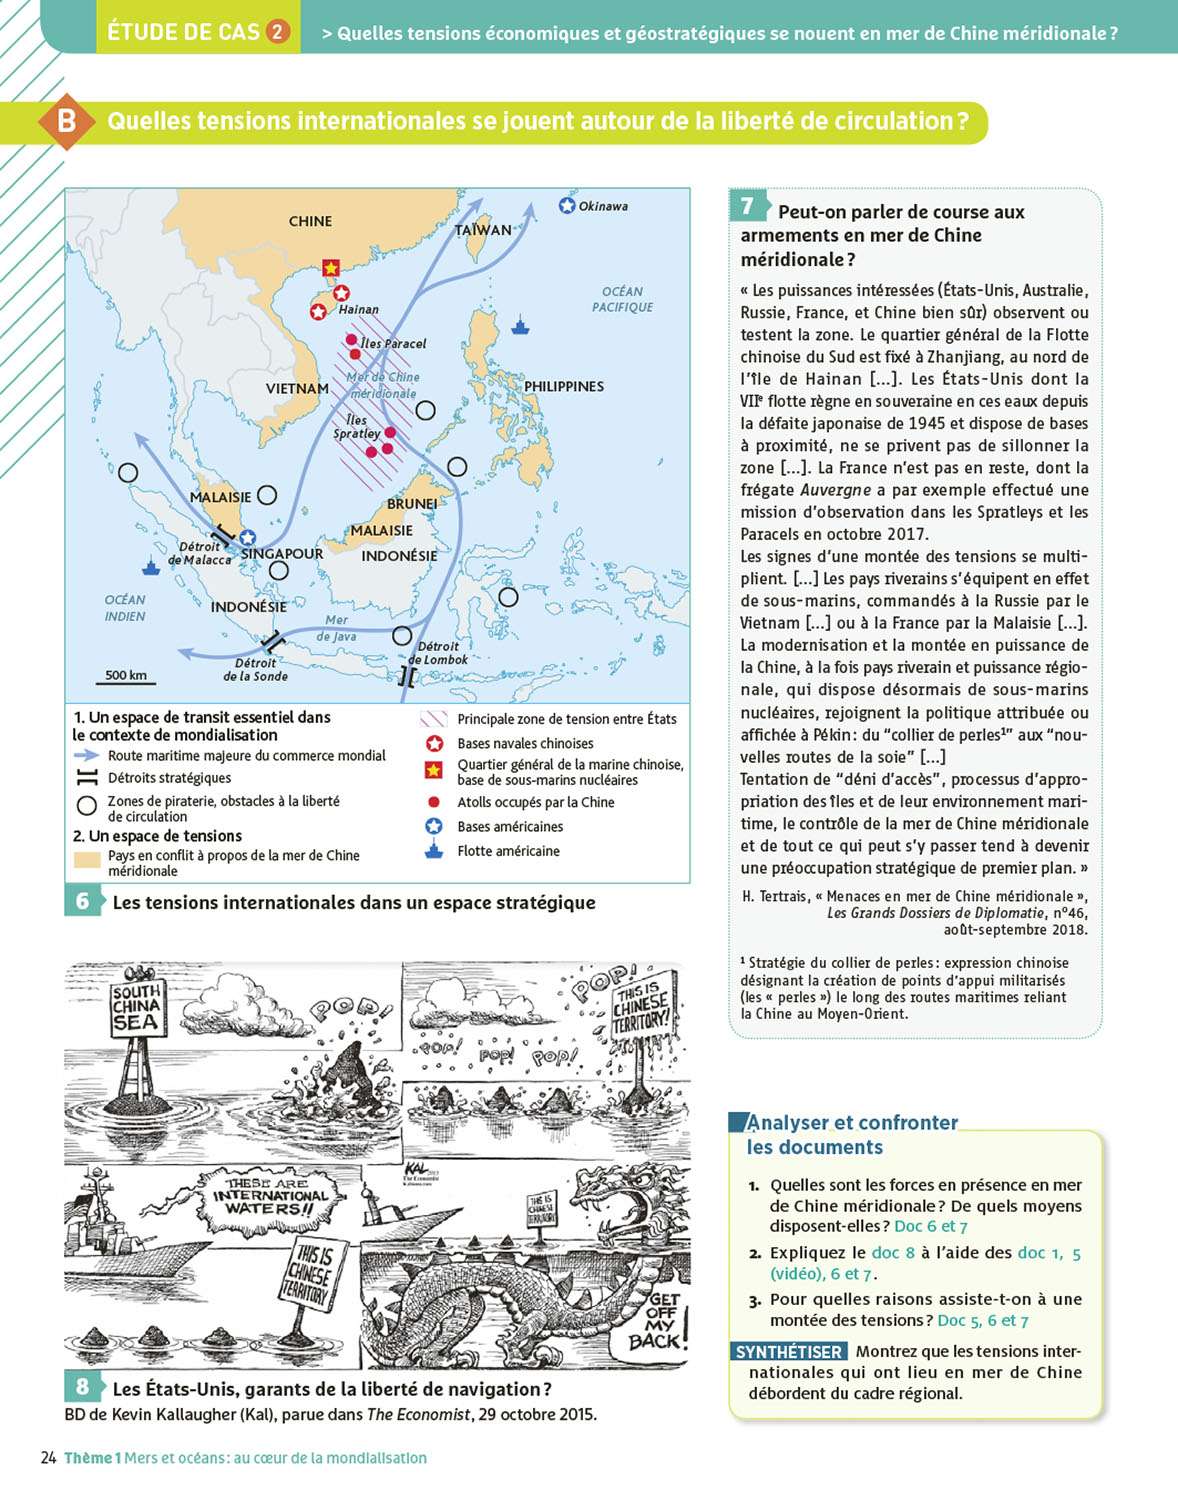 ÉTUDE DE CAS 2
> Quelles tensions économiques et géostratégiques se nouent en mer de Chine méridionale ?
B
Quelles tensions internationales se jouent autour de la liberté de circulation ?
CHINE
TAÏWAN
Okinawa
OCÉAN
PACIFIQUE
Hainan
Îles Paracel
Mer de Chine
méridionale
VIETNAM
PHILIPPINES
Îles
Spratley
MALAISIE
BRUNEI
MALAISIE
INDONÉSIE
Détroit
de Malacca
SINGAPOUR
OCÉAN
INDIEN
INDONÉSIE
Mer
de Java
Détroit
de Lombok
Détroit
de la Sonde
500 km
1. Un espace de transit essentiel dans
le contexte de mondialisation
Route maritime majeure du commerce mondial
Détroits stratégiques
Zones de piraterie, obstacles à la liberté
de circulation
2. Un espace de tensions
Pays en conflit à propos de la mer de Chine
méridionale
Principale zone de tension entre États
Bases navales chinoises
Quartier général de la marine chinoise,
base de sous-marins nucléaires
Atolls occupés par la Chine
Bases américaines
Flotte américaine
6 Les tensions internationales dans un espace stratégique
SOUTH
CHINA
SEA
POP!
POP!
POP!
POP!
POP!
THIS IS
CHINESE
TERRITORY!
THESE ARE
INTERNATIONAL
WATERS!!
THIS IS
CHINESE
TERRITORY
KAL 2015
The Economist
Kaltoons.com
THIS IS
CHINESE
TERRITORY
GET
OFF
MY
BACK!
8 Les États-Unis, garants de la liberté de navigation ?
BD de Kevin Kallaugher (Kal), parue dans The Economist, 29 octobre 2015.
7 Peut-on parler de course aux
armements en mer de Chine
méridionale ?
« Les puissances intéressées (États-Unis, Australie,
Russie, France, et Chine bien sûr) observent ou
testent la zone. Le quartier général de la Flotte
chinoise du Sud est fixé à Zhanjiang, au nord de
l'île de Hainan [...]. Les États-Unis dont la
VIIe flotte règne en souveraine en ces eaux depuis
la défaite japonaise de 1945 et dispose de bases
à proximité, ne se privent pas de sillonner la
zone [...]. La France n'est pas en reste, dont la
frégate Auvergne a par exemple effectué une
mission d'observation dans les Spratleys et les
Paracels en octobre 2017.
Les signes d'une montée des tensions se multi-
plient. [...] Les pays riverains s'équipent en effet
de sous-marins, commandés à la Russie par le
Vietnam [...] ou à la France par la Malaisie [...].
La modernisation et la montée en puissance de
la Chine, à la fois pays riverain et puissance régio-
nale, qui dispose désormais de sous-marins
nucléaires, rejoignent la politique attribuée ou
affichée à Pékin : du “collier de perles¹” aux “nou-
velles routes de la soie” [...]
Tentation de “déni d'accès”, processus d'appro-
priation des îles et de leur environnement mari-
time, le contrôle de la mer de Chine méridionale
et de tout ce qui peut s'y passer tend à devenir
une préoccupation stratégique de premier plan. »
H. Tertrais, « Menaces en mer de Chine méridionale »,
Les Grands Dossiers de Diplomatie, n°46,
août-septembre 2018.
¹ Stratégie du collier de perles : expression chinoise
désignant la création de points d'appui militarisés
(les « perles ») le long des routes maritimes reliant
la Chine au Moyen-Orient.
Analyser et confronter
les documents
1. Quelles sont les forces en présence en mer
de Chine méridionale ? De quels moyens
disposent-elles ? Doc 6 et 7
2. Expliquez le doc 8 à l'aide des doc 1, 5
(vidéo), 6 et 7.
3. Pour quelles raisons assiste-t-on à une
montée des tensions ? Doc 5, 6 et 7
SYNTHÉTISER Montrez que les tensions inter-
nationales qui ont lieu en mer de Chine
débordent du cadre régional.
24 Thème 1 Mers et océans : au cœur de la mondialisation